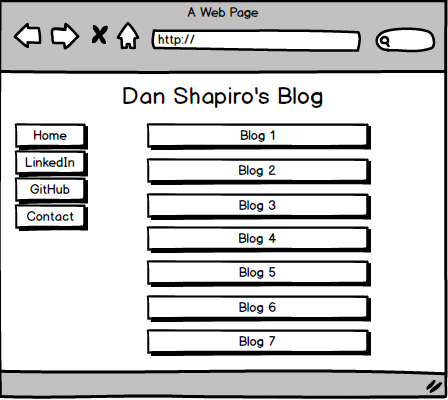 A Web Page
http://
Dan Shapiro's Blog
Home
LinkedIn
GitHub
Contact
Blog 1
Blog 2
Blog 3
Blog 4
Blog 5
Blog 6
Blog 7